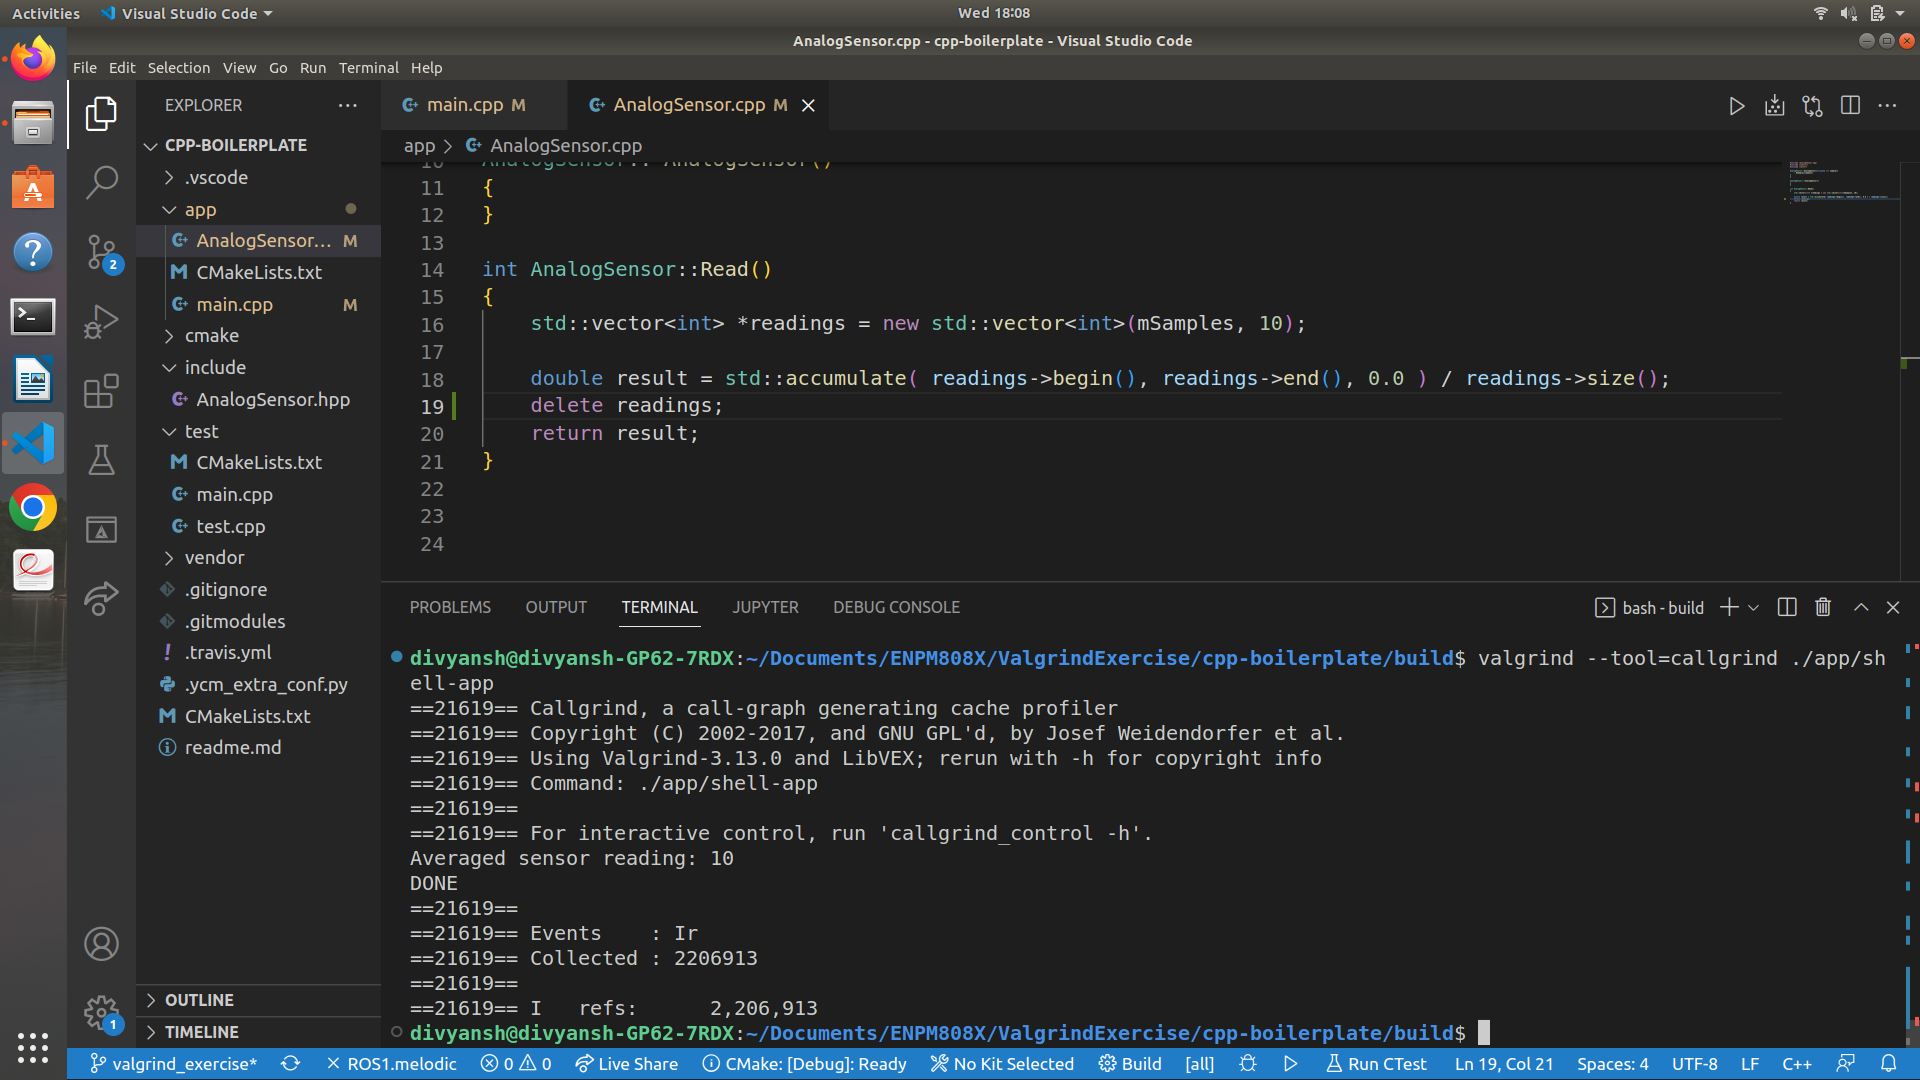 Activities Visual Studio Code Wed 18:08
AnalogSensor.cpp - cpp-boilerplate - Visual Studio Code
File Edit Selection View Go Run Terminal Help
EXPLORER
CPP-BOILERPLATE
.vscode
app
AnalogSensor... M
CMakeLists.txt
main.cpp M
cmake
include
AnalogSensor.hpp
test
CMakeLists.txt
main.cpp
test.cpp
vendor
.gitignore
.gitmodules
.travis.yml
.ycm_extra_conf.py
CMakeLists.txt
readme.md
OUTLINE
TIMELINE
2
1
main.cpp M AnalogSensor.cpp M
app > AnalogSensor.cpp
10 AnalogSensor::~AnalogSensor()
11 {
12 }
13
14 int AnalogSensor::Read()
15 {
16 std::vector<int> *readings = new std::vector<int>(mSamples, 10);
17
18 double result = std::accumulate( readings->begin(), readings->end(), 0.0 ) / readings->size();
19 delete readings;
20 return result;
21 }
22
23
24
PROBLEMS OUTPUT TERMINAL JUPYTER DEBUG CONSOLE bash - build
divyansh@divyansh-GP62-7RDX:~/Documents/ENPM808X/ValgrindExercise/cpp-boilerplate/build$ valgrind --tool=callgrind ./app/sh
ell-app
==21619== Callgrind, a call-graph generating cache profiler
==21619== Copyright (C) 2002-2017, and GNU GPL'd, by Josef Weidendorfer et al.
==21619== Using Valgrind-3.13.0 and LibVEX; rerun with -h for copyright info
==21619== Command: ./app/shell-app
==21619==
==21619== For interactive control, run 'callgrind_control -h'.
Averaged sensor reading: 10
DONE
==21619==
==21619== Events    : Ir
==21619== Collected : 2206913
==21619==
==21619== I   refs:      2,206,913
divyansh@divyansh-GP62-7RDX:~/Documents/ENPM808X/ValgrindExercise/cpp-boilerplate/build$
valgrind_exercise* ROS1.melodic 0 0 Live Share CMake: [Debug]: Ready No Kit Selected Build [all] Run CTest Ln 19, Col 21 Spaces: 4 UTF-8 LF C++